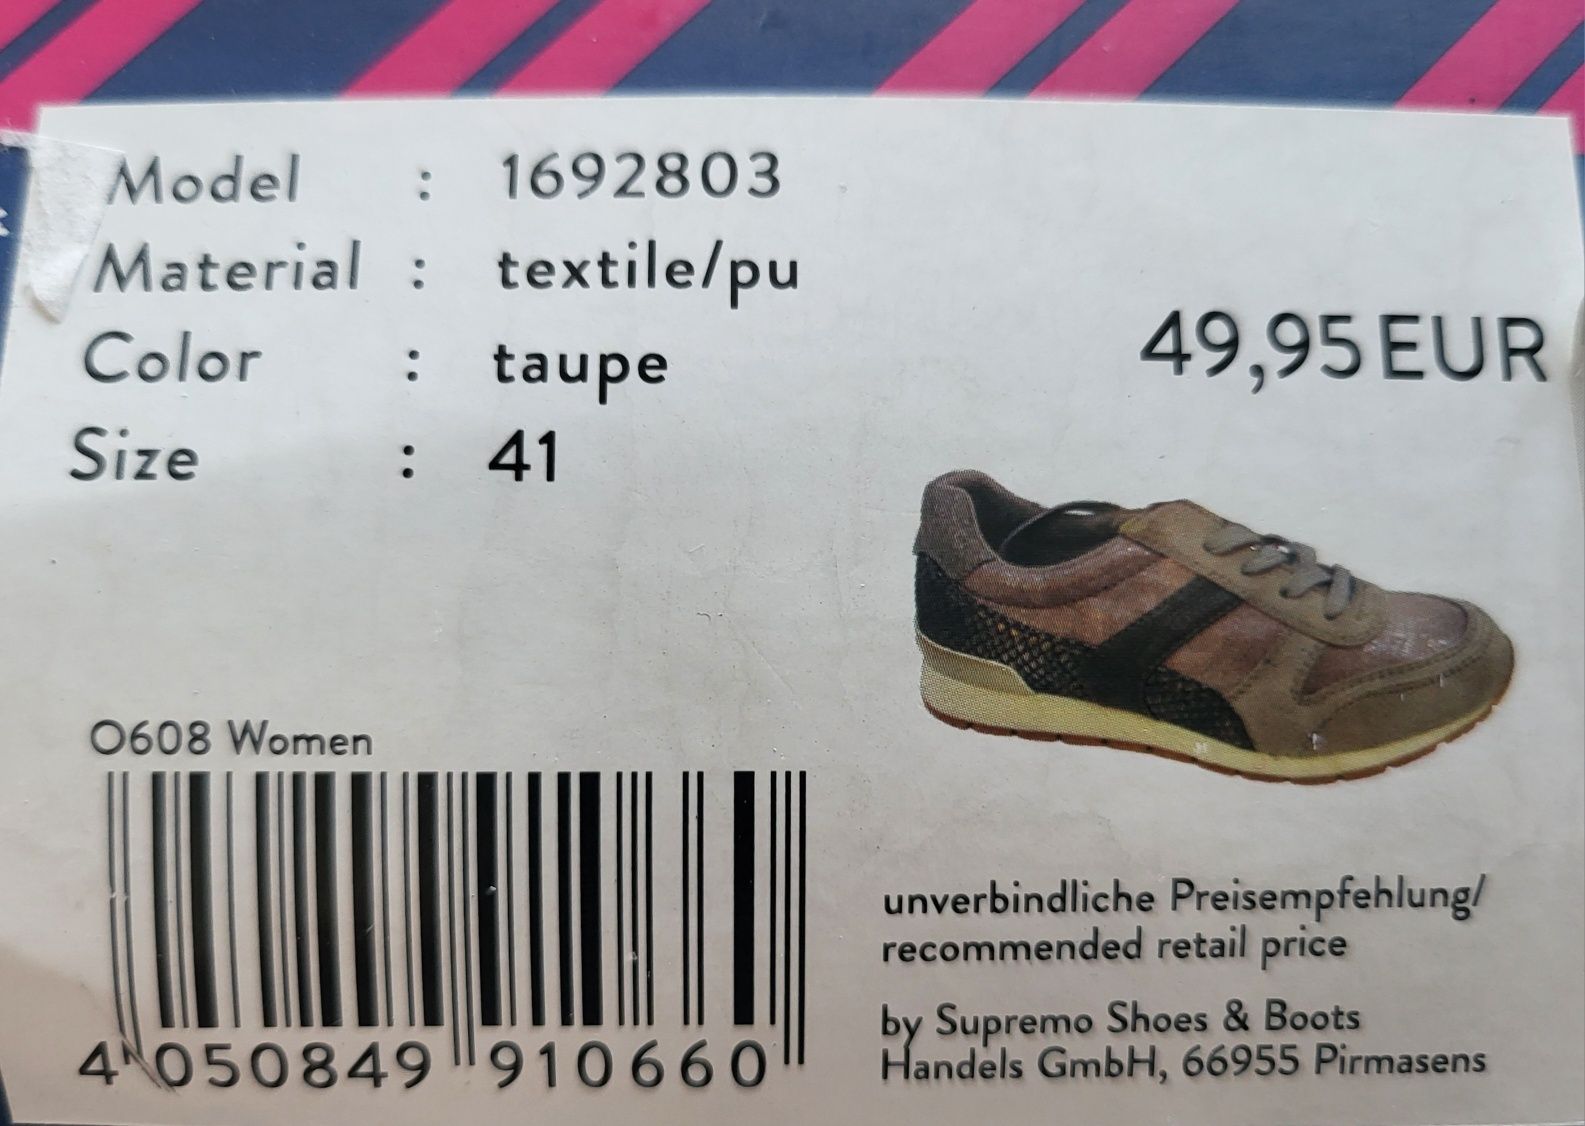 Model : 1692803
Material : textile/pu
Color : taupe
Size : 41
49,95 EUR
O608 Women
4 050849 910660
unverbindliche Preisempfehlung/
recommended retail price
by Supremo Shoes & Boots
Handels GmbH, 66955 Pirmasens